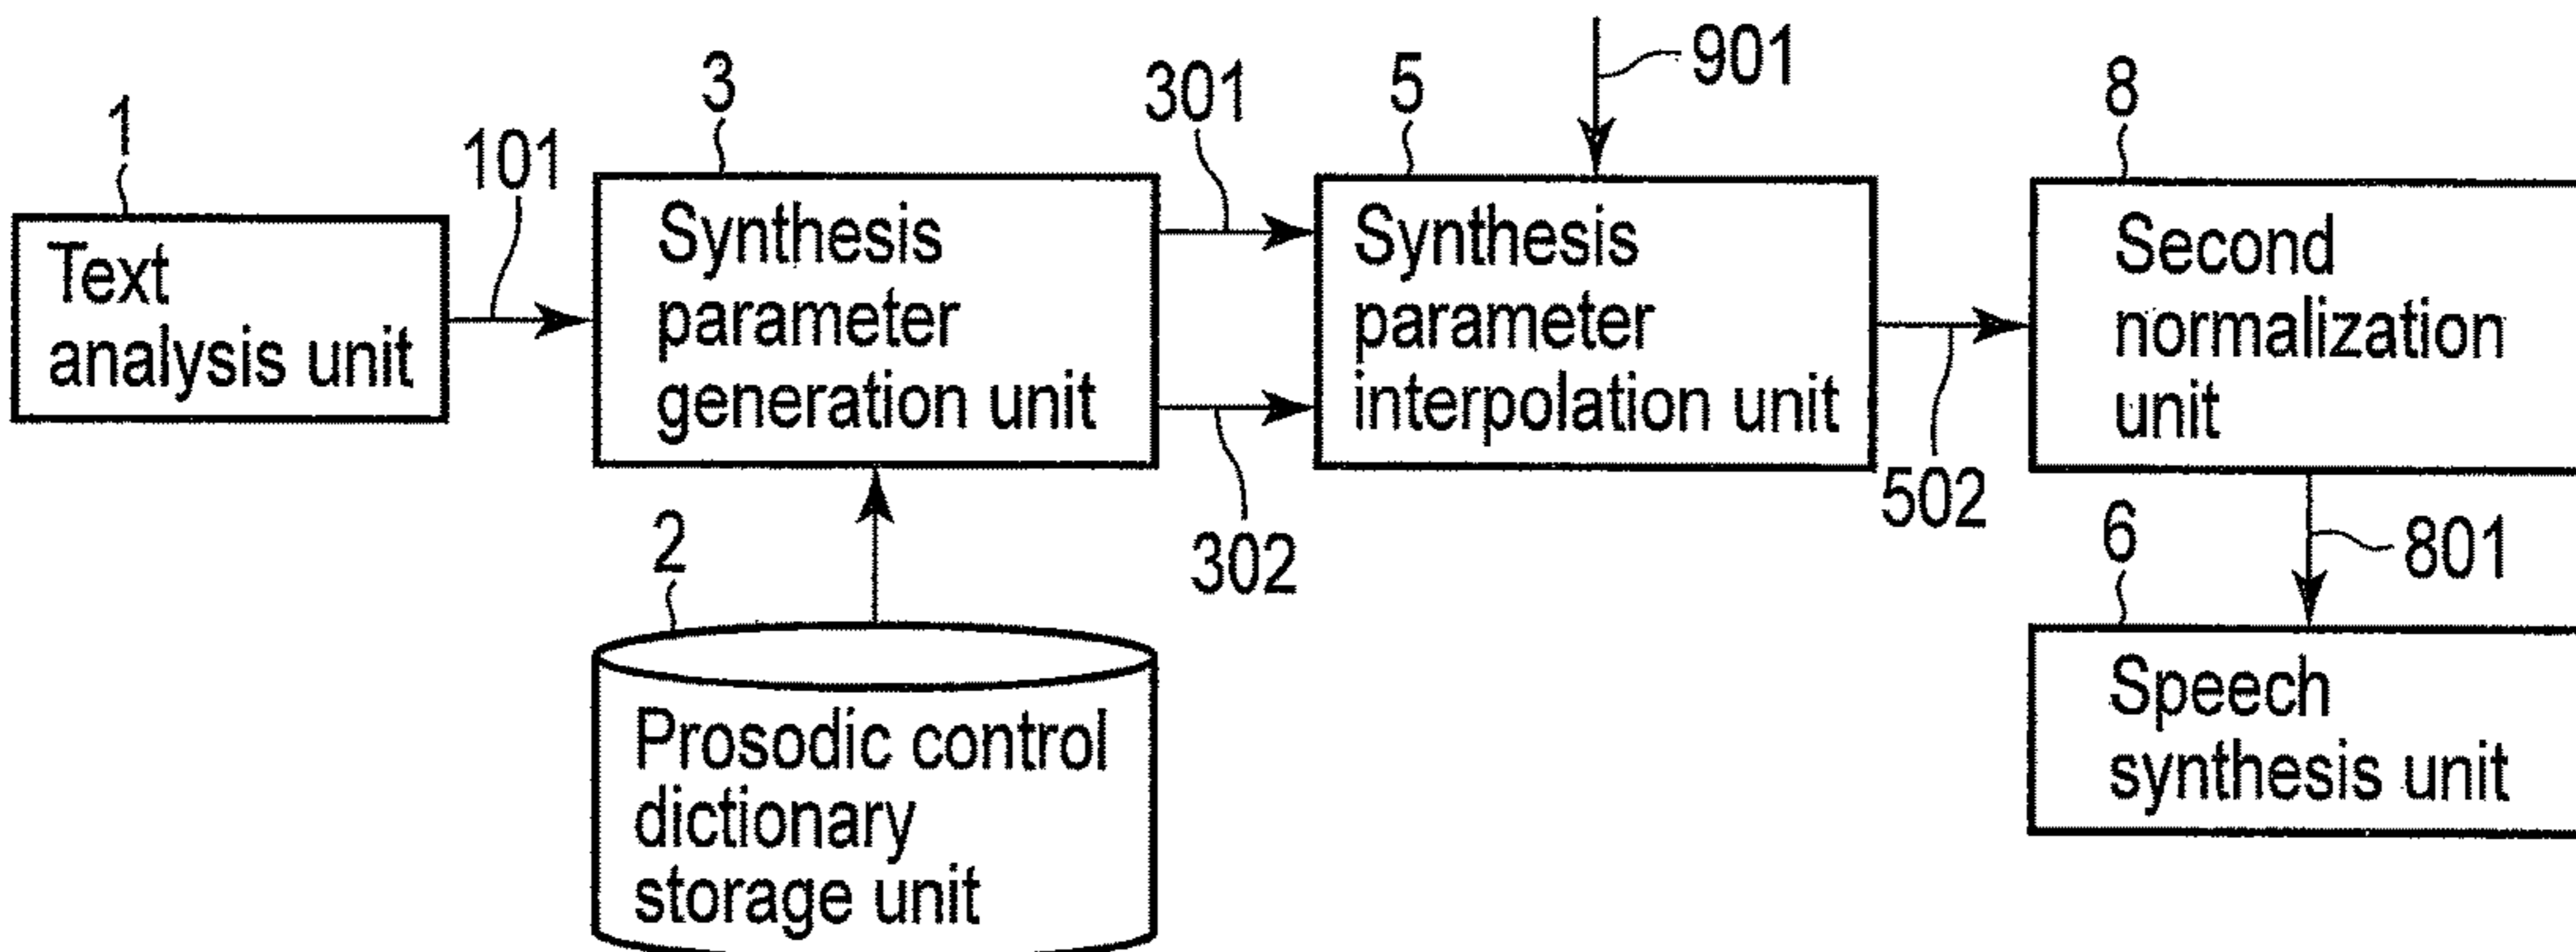 1
Text
analysis unit
101
3
Synthesis
parameter
generation unit
301
302
2
Prosodic control
dictionary
storage unit
5
Synthesis
parameter
interpolation unit
901
502
8
Second
normalization
unit
801
6
Speech
synthesis unit